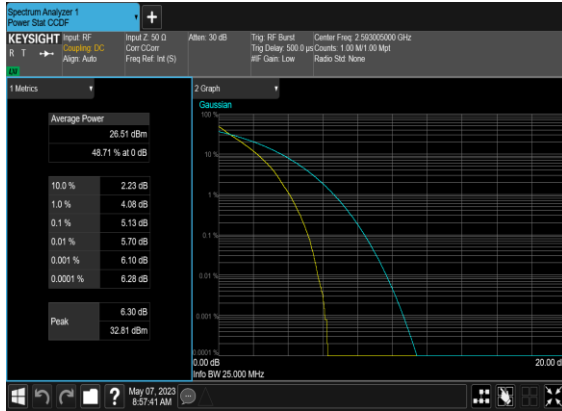 Spectrum Analyzer 1
Power Stat CCDF
+
KEYSIGHT
R T
LU
Input: RF
Coupling: DC
Align: Auto
Input Z: 50 Ω
Corr CCorr
Freq Ref: Int (S)
Atten: 30 dB
Trig: RF Burst
Trig Delay: 500.0 µs
#IF Gain: Low
Center Freq: 2.593005000 GHz
Counts: 1.00 M/1.00 Mpt
Radio Std: None
1 Metrics
Average Power
26.51 dBm
48.71 % at 0 dB
10.0 % 2.23 dB
1.0 % 4.08 dB
0.1 % 5.13 dB
0.01 % 5.70 dB
0.001 % 6.10 dB
0.0001 % 6.28 dB
Peak
6.30 dB
32.81 dBm
2 Graph
Gaussian
100 %
10 %
1 %
0.1 %
0.01 %
0.001 %
0.0001 %
0.00 dB
20.00 d
Info BW 25.000 MHz
?
May 07, 2023
8:57:41 AM